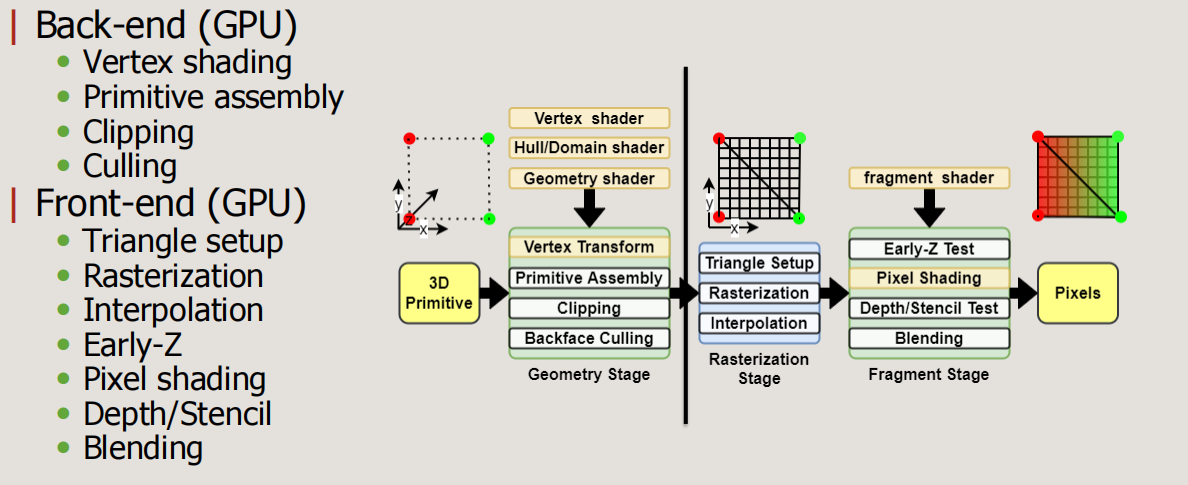 Back-end (GPU)
Vertex shading
Primitive assembly
Clipping
Culling
Front-end (GPU)
Triangle setup
Rasterization
Interpolation
Early-Z
Pixel shading
Depth/Stencil
Blending
y
z
x
3D
Primitive
Vertex shader
Hull/Domain shader
Geometry shader
Vertex Transform
Primitive Assembly
Clipping
Backface Culling
Geometry Stage
y
x
Triangle Setup
Rasterization
Interpolation
Rasterization
Stage
fragment shader
Early-Z Test
Pixel Shading
Depth/Stencil Test
Blending
Fragment Stage
Pixels